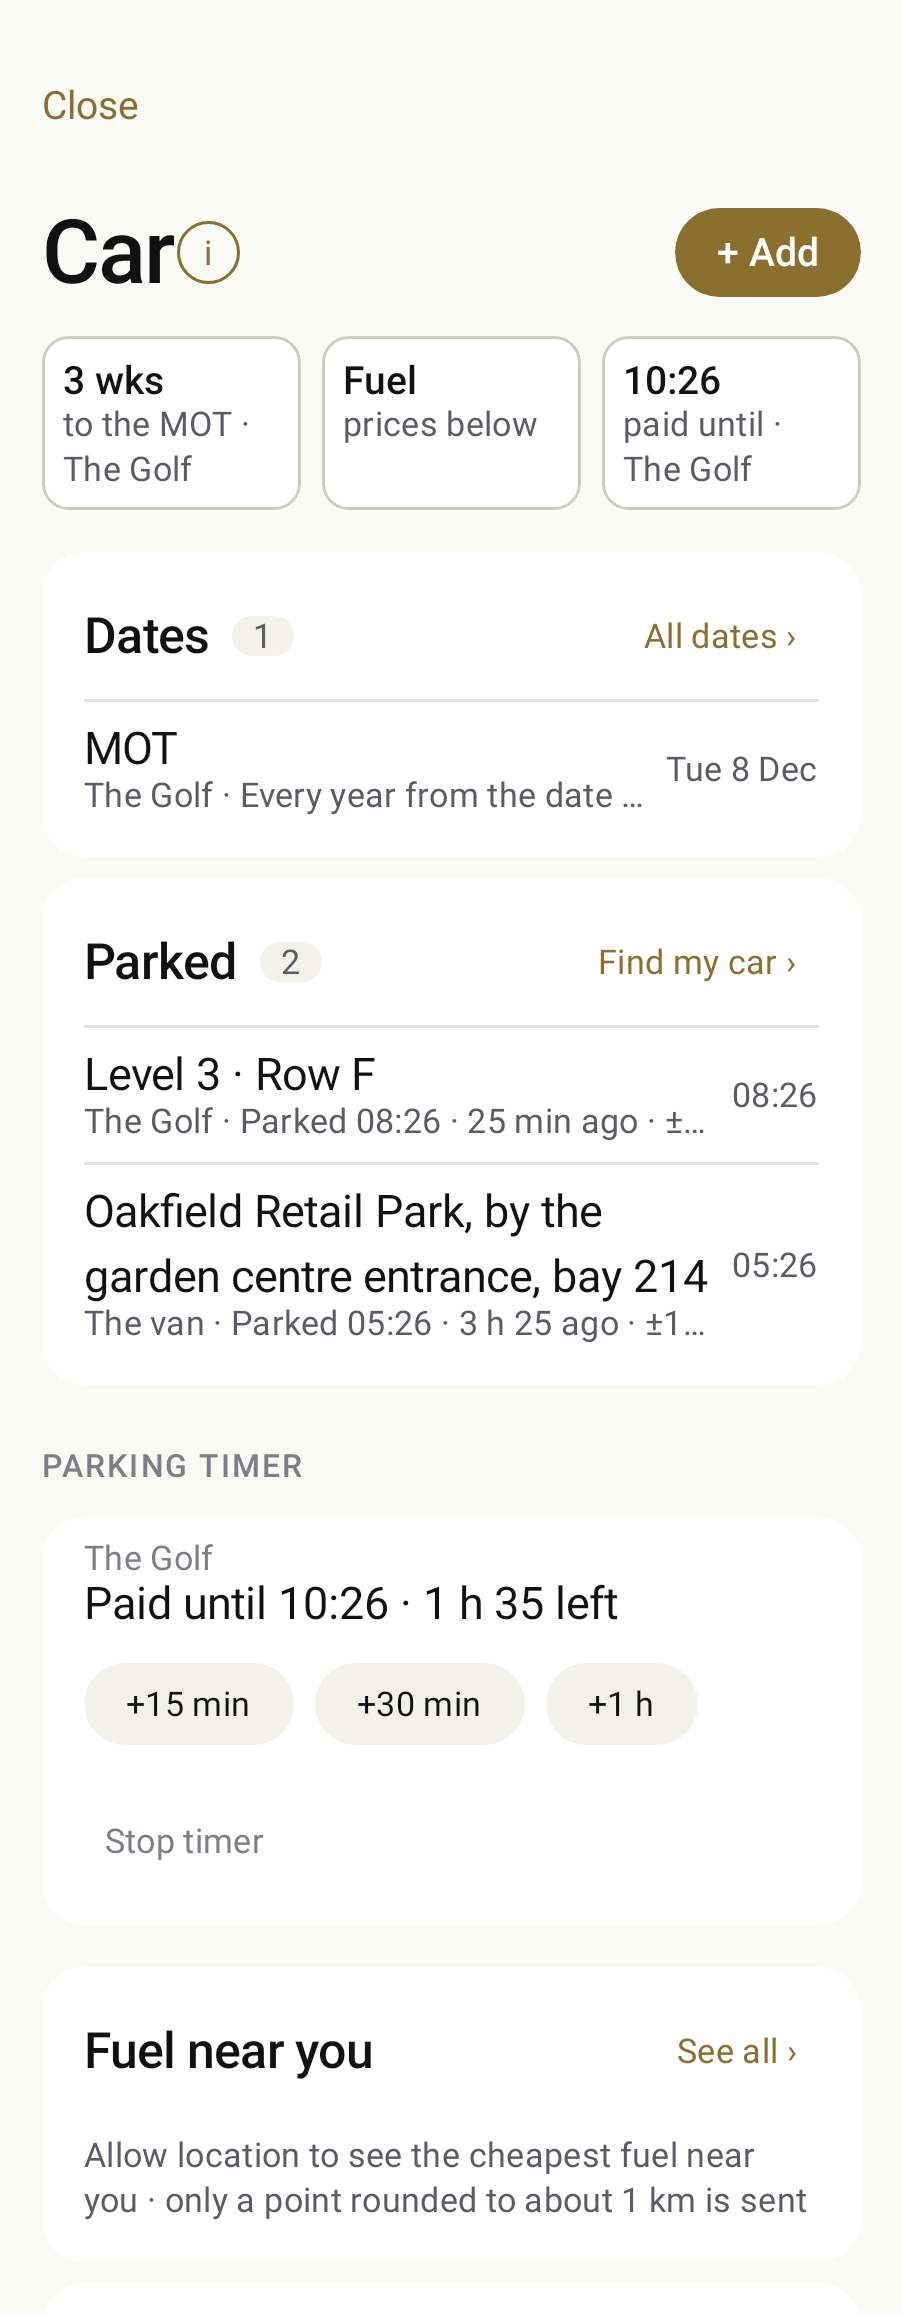 Close
Car i
+ Add
3 wks
to the MOT ·
The Golf
Fuel
prices below
10:26
paid until ·
The Golf
Dates 1
All dates ›
MOT
The Golf · Every year from the date …
Tue 8 Dec
Parked 2
Find my car ›
Level 3 · Row F
The Golf · Parked 08:26 · 25 min ago · ±…
08:26
Oakfield Retail Park, by the
garden centre entrance, bay 214
The van · Parked 05:26 · 3 h 25 ago · ±1…
05:26
PARKING TIMER
The Golf
Paid until 10:26 · 1 h 35 left
+15 min
+30 min
+1 h
Stop timer
Fuel near you
See all ›
Allow location to see the cheapest fuel near
you · only a point rounded to about 1 km is sent